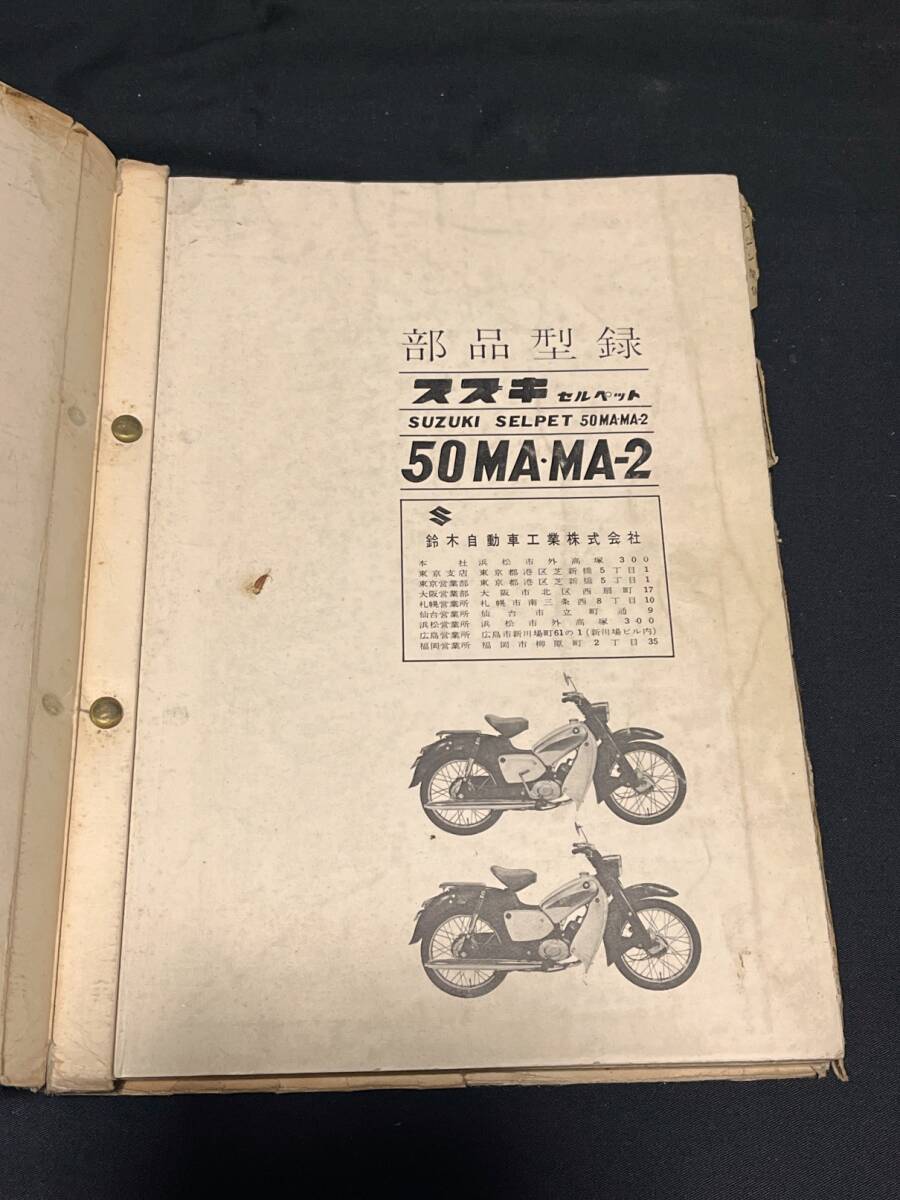 部品型録
スズキ セルペット
SUZUKI SELPET 50MA·MA-2
50MA·MA-2
鈴木自動車工業株式会社
本社 浜松市外高塚300
東京支店 東京都港区芝新橋5丁目1
東京営業部 東京都港区芝新橋5丁目1
大阪営業部 大阪市北区西扇町17
札幌営業所 札幌市南三条西8丁目10
仙台営業所 仙台市立町通9
浜松営業所 浜松市外高塚300
広島営業所 広島市新川場町61の1(新川場ビル内)
福岡営業所 福岡市柳原町2丁目35